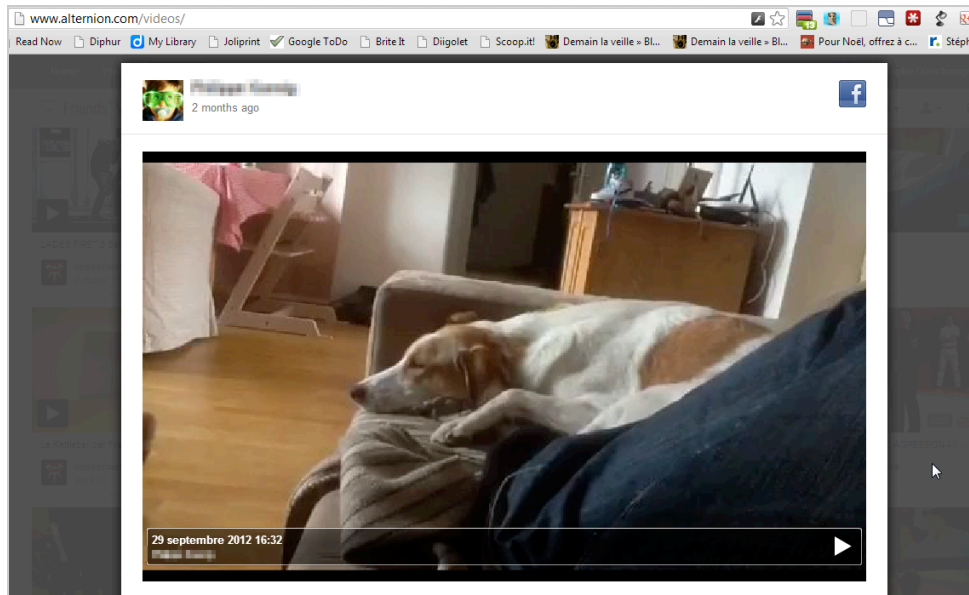 www.alternion.com/videos/
Read Now Diphur My Library Joliprint Google ToDo Brite It Diigolet Scoop.it! Demain la veille » Bl... Demain la veille » Bl... Pour Noël, offrez à c... Stéph
2 months ago
29 septembre 2012 16:32